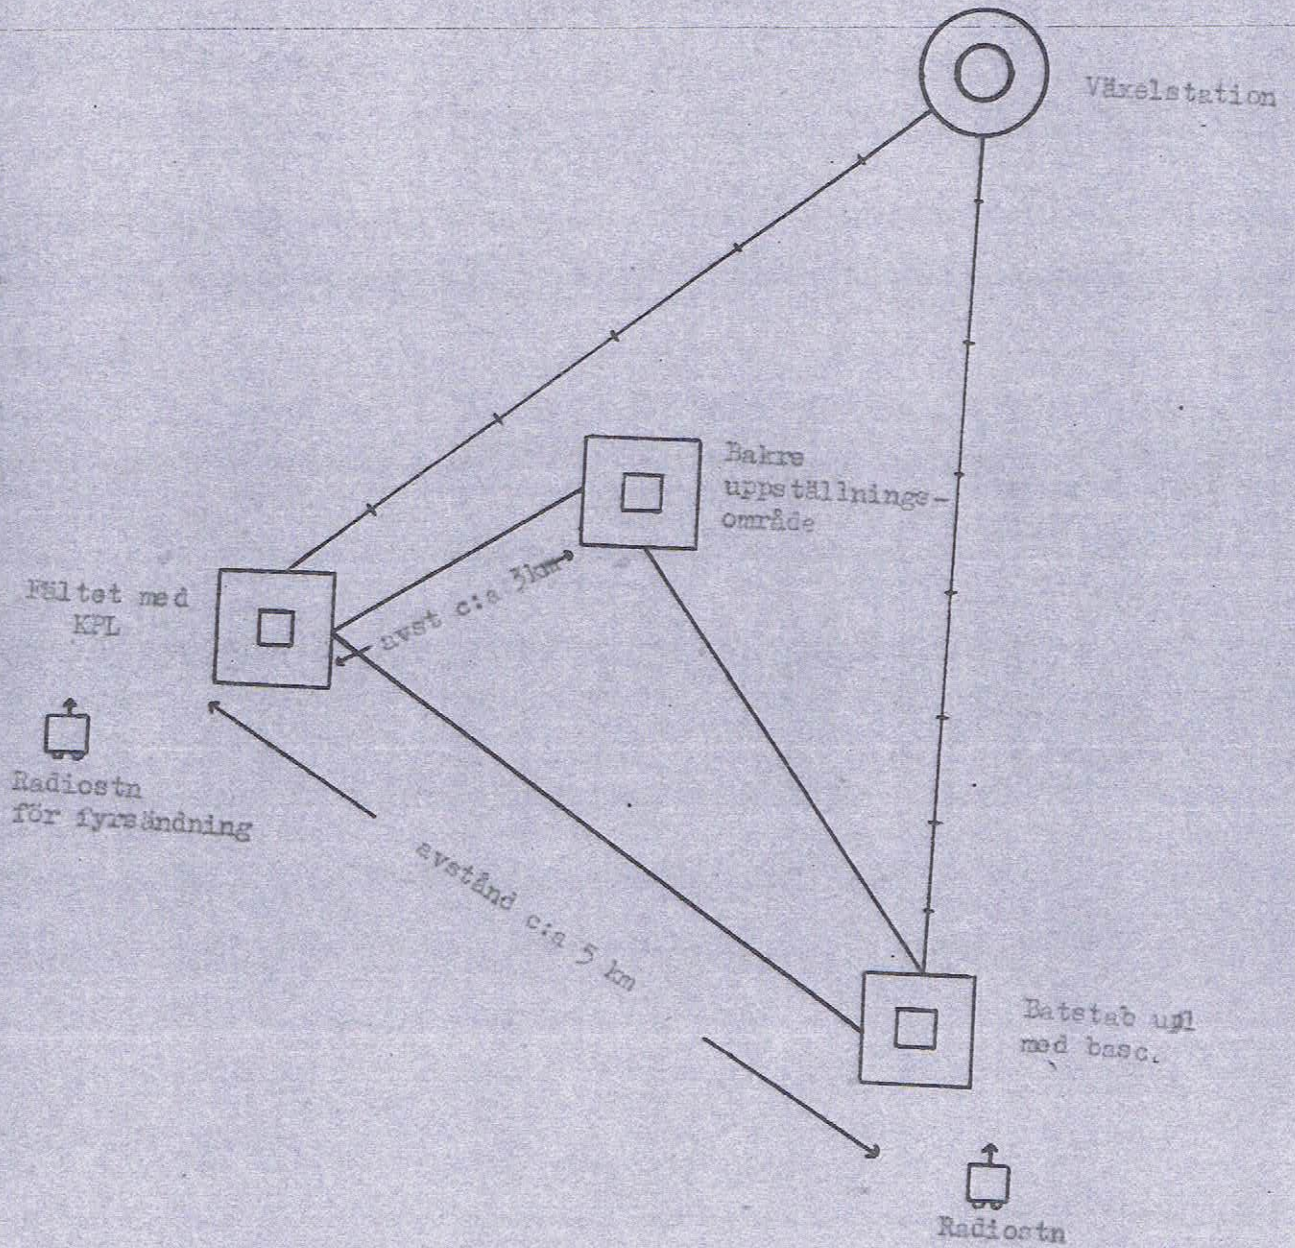 Växelstation
Bakre
uppställnings-
område
Fältet med
KPL
avst c:a 3km
Radiostn
för fyrsändning
avstånd c:a 5 km
Batstab upl
med basc.
Radiostn